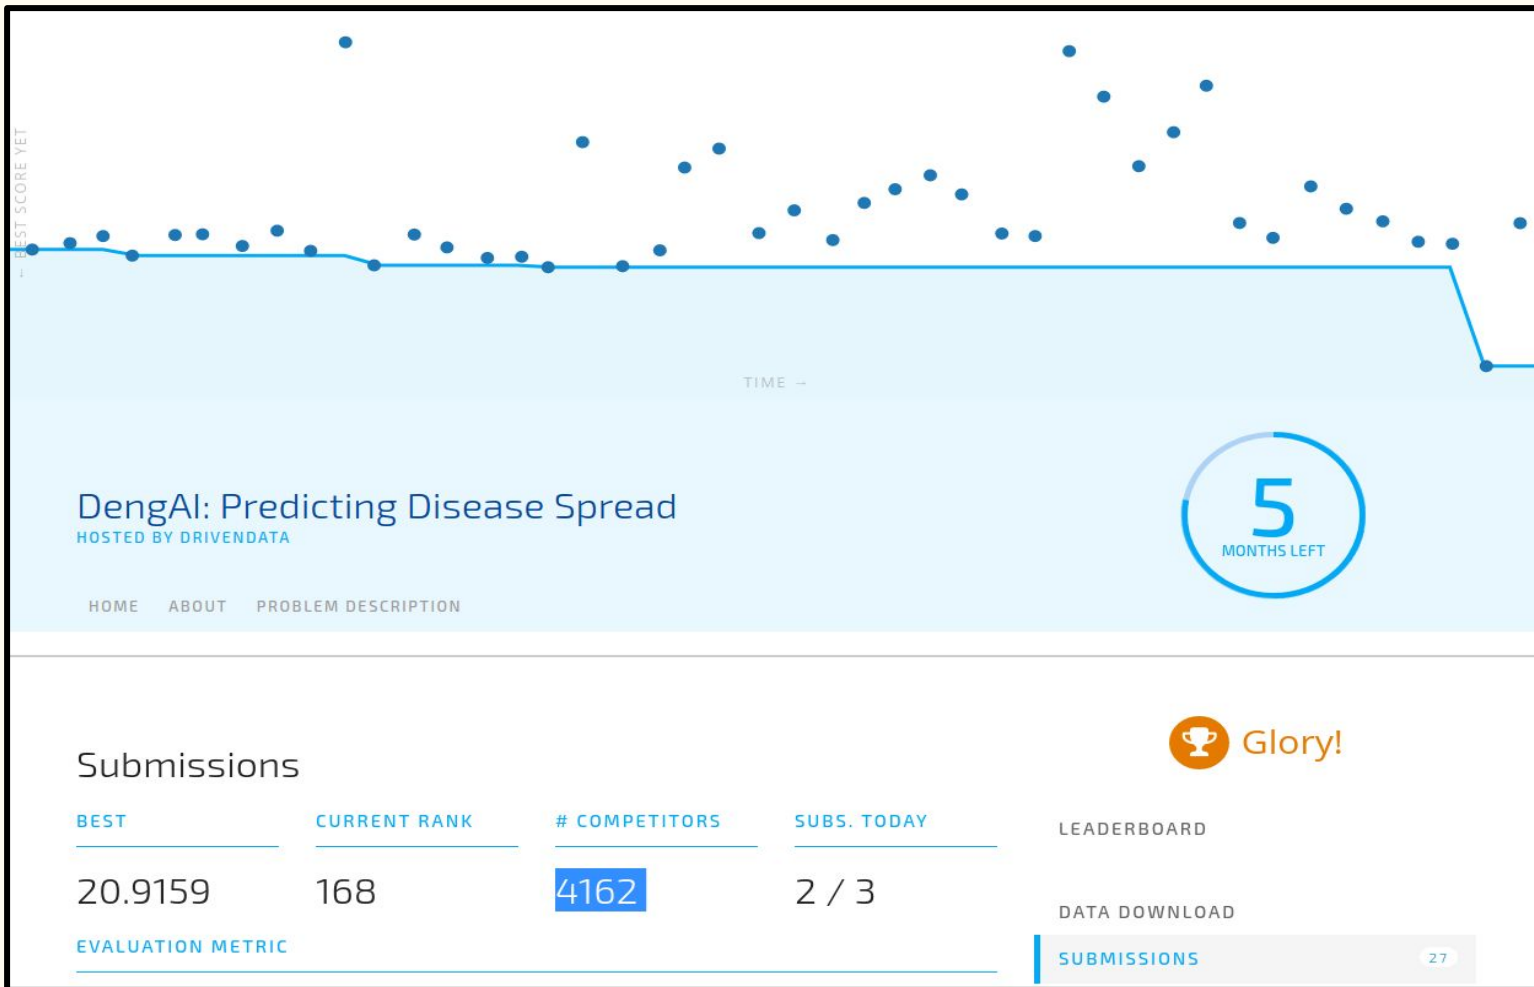 ← BEST SCORE YET
TIME →
DengAI: Predicting Disease Spread
HOSTED BY DRIVENDATA
5
MONTHS LEFT
HOME ABOUT PROBLEM DESCRIPTION
Glory!
Submissions
BEST CURRENT RANK # COMPETITORS SUBS. TODAY
20.9159 168 4162 2 / 3
EVALUATION METRIC
LEADERBOARD
DATA DOWNLOAD
SUBMISSIONS 27